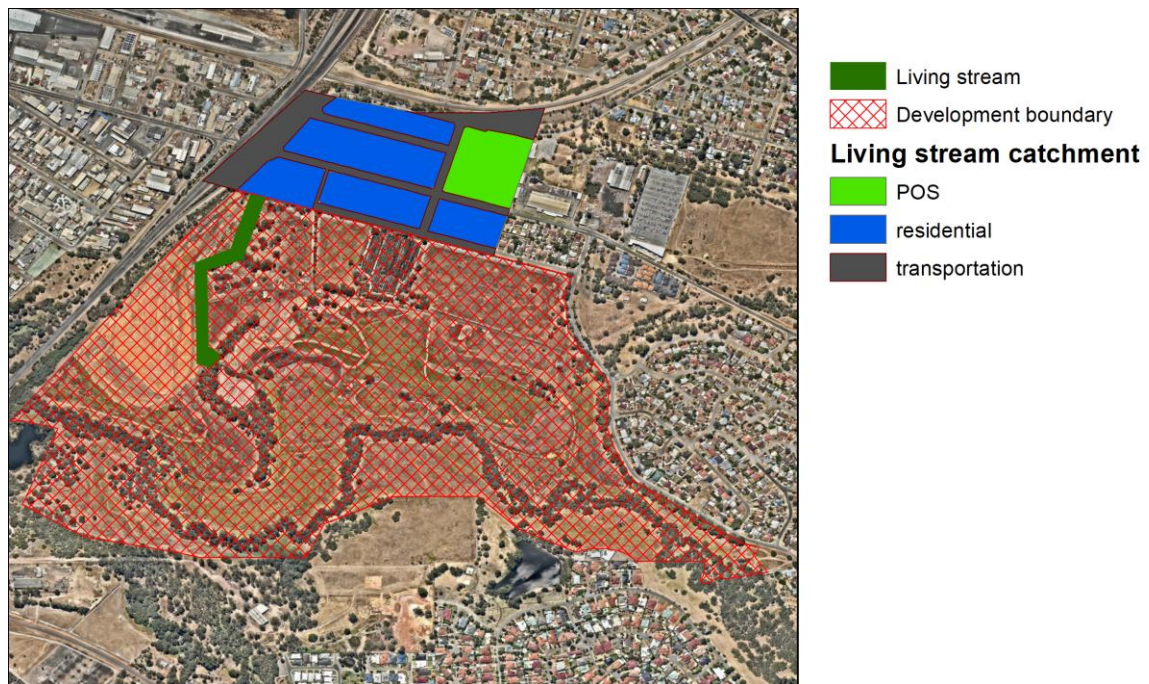 Living stream
Development boundary
Living stream catchment
POS
residential
transportation